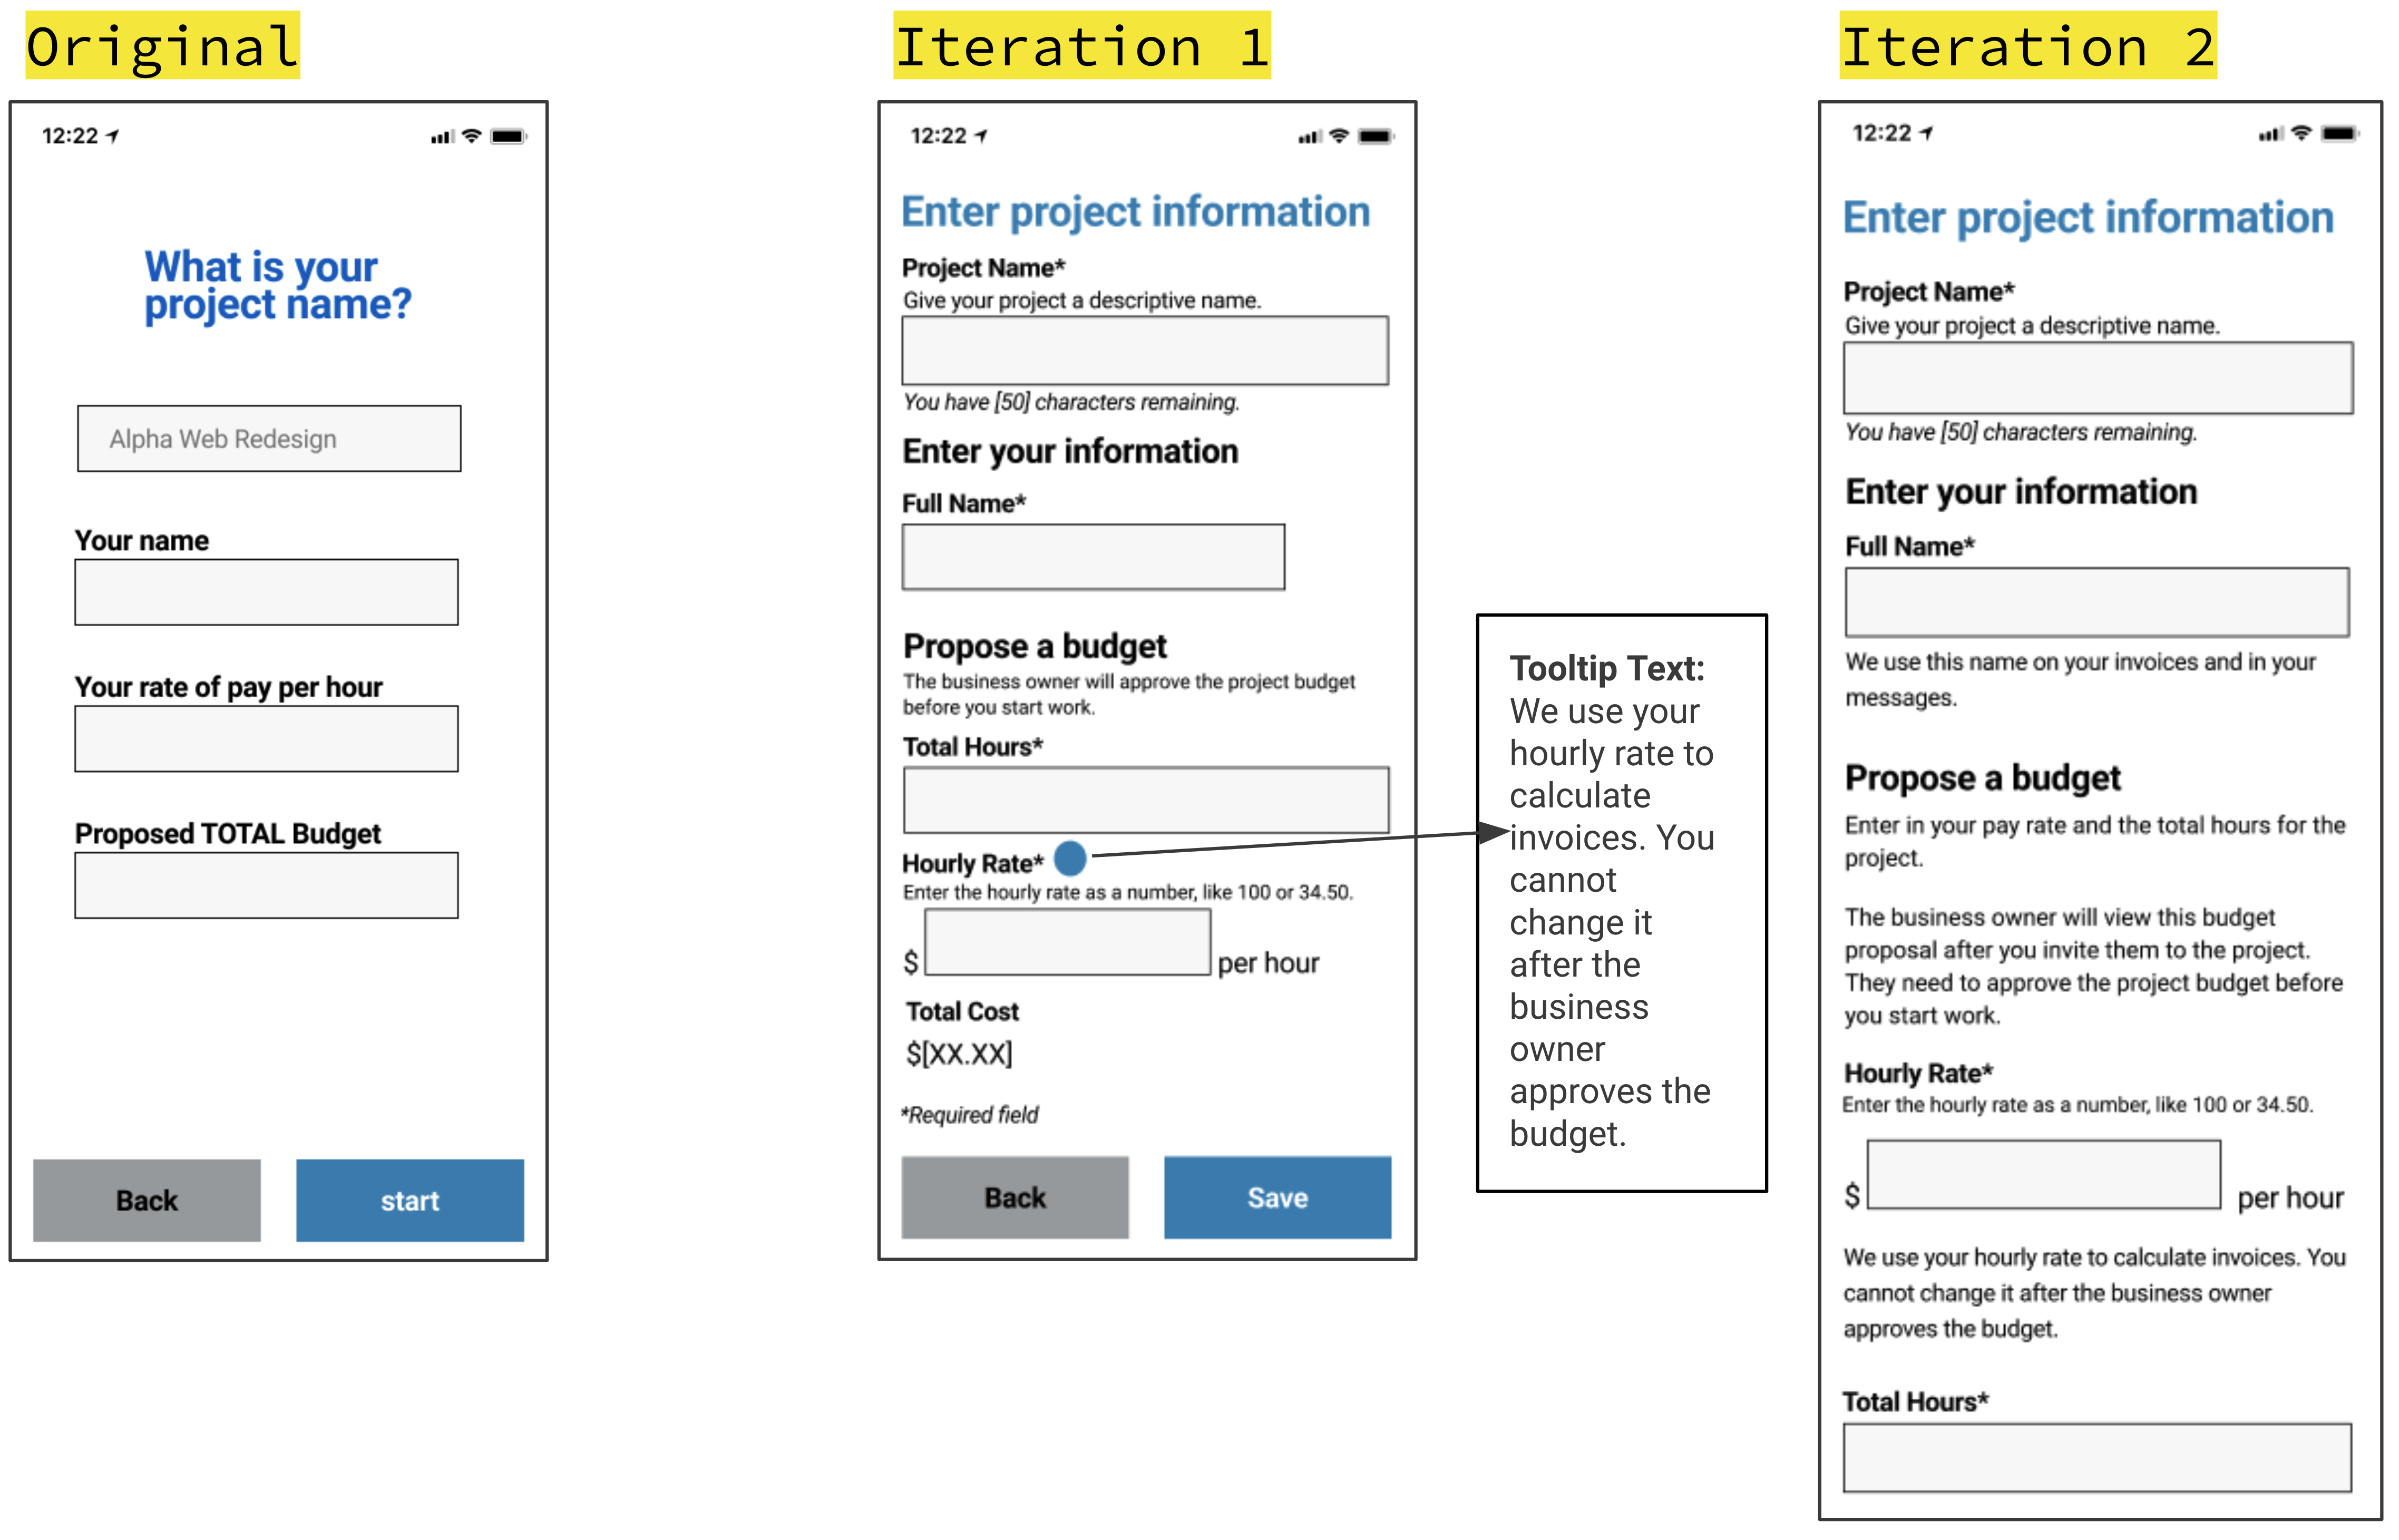 Original
12:22
What is your
project name?
Alpha Web Redesign
Your name
Your rate of pay per hour
Proposed TOTAL Budget
Back
start
Iteration 1
12:22
Enter project information
Project Name*
Give your project a descriptive name.
You have [50] characters remaining.
Enter your information
Full Name*
Propose a budget
The business owner will approve the project budget
before you start work.
Total Hours*
Hourly Rate*
Enter the hourly rate as a number, like 100 or 34.50.
$ per hour
Total Cost
$[XX.XX]
*Required field
Back
Save
Tooltip Text:
We use your
hourly rate to
calculate
invoices. You
cannot
change it
after the
business
owner
approves the
budget.
Iteration 2
12:22
Enter project information
Project Name*
Give your project a descriptive name.
You have [50] characters remaining.
Enter your information
Full Name*
We use this name on your invoices and in your
messages.
Propose a budget
Enter in your pay rate and the total hours for the
project.
The business owner will view this budget
proposal after you invite them to the project.
They need to approve the project budget before
you start work.
Hourly Rate*
Enter the hourly rate as a number, like 100 or 34.50.
$ per hour
We use your hourly rate to calculate invoices. You
cannot change it after the business owner
approves the budget.
Total Hours*